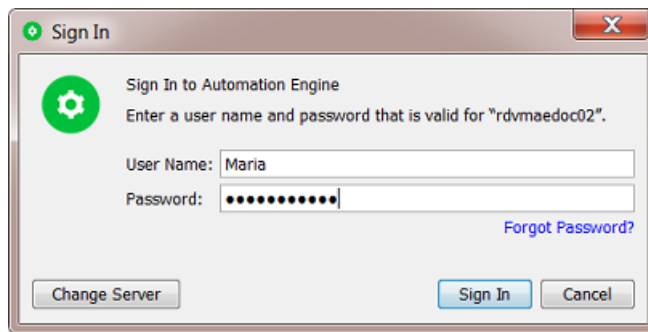 Sign In
Sign In to Automation Engine
Enter a user name and password that is valid for “rdvmaedoc02”.
User Name: Maria
Password: ●●●●●●●●●●●
Forgot Password?
Change Server Sign In Cancel